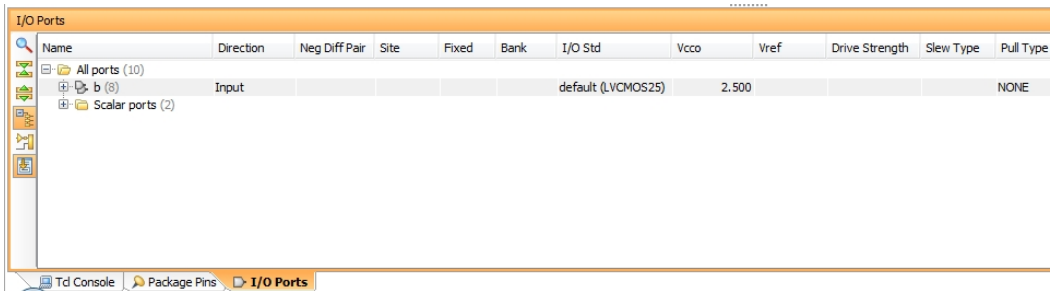 I/O Ports
Name Direction Neg Diff Pair Site Fixed Bank I/O Std Vcco Vref Drive Strength Slew Type Pull Type
All ports (10)
b (8) Input default (LVCMOS25) 2.500 NONE
Scalar ports (2)
Tcl Console Package Pins I/O Ports